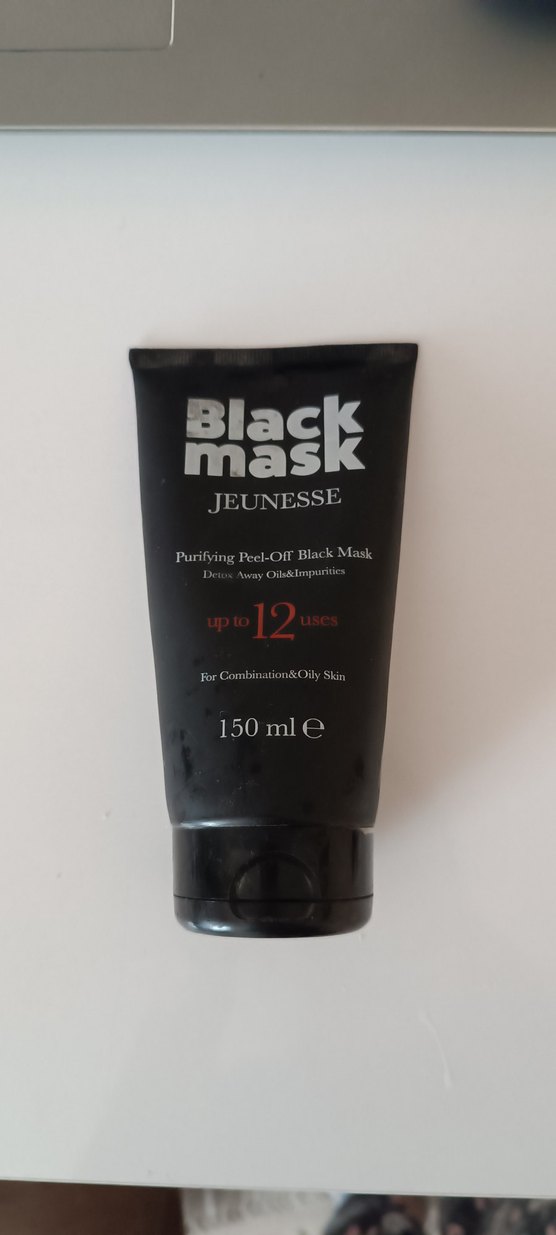 Black
mask
JEUNESSE
Purifying Peel-Off Black Mask
Detox Away Oils&Impurities
up to 12 uses
For Combination&Oily Skin
150 ml ℮